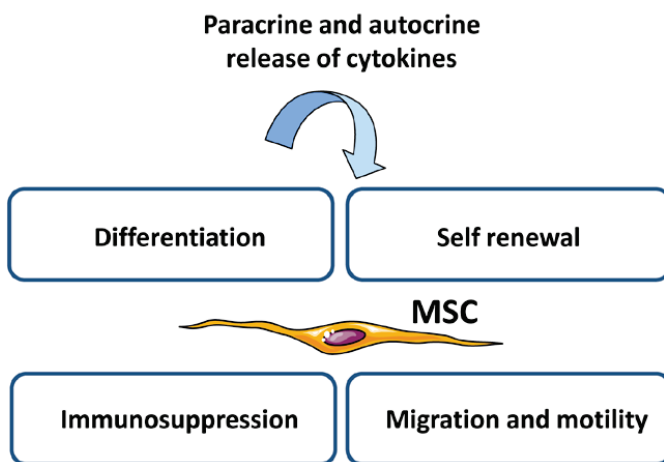 Paracrine and autocrine
release of cytokines
Differentiation
Self renewal
MSC
Immunosuppression
Migration and motility